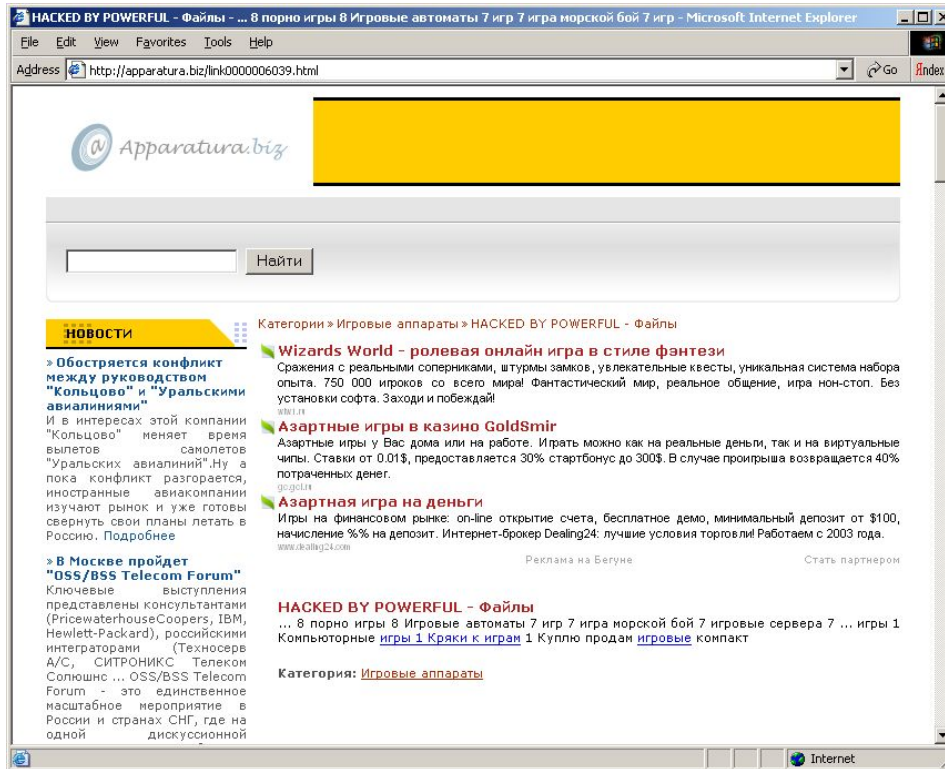 HACKED BY POWERFUL - Файлы - ... 8 порно игры 8 Игровые автоматы 7 игр 7 игра морской бой 7 игр - Microsoft Internet Explorer
File Edit View Favorites Tools Help
Address http://apparatura.biz/link0000006039.html Go Яndex
@ Apparatura.biz
Найти
НОВОСТИ
» Обостряется конфликт
между руководством
"Кольцово" и "Уральскими
авиалиниями"
И в интересах этой компании
"Кольцово" меняет время
вылетов самолетов
"Уральских авиалиний".Ну а
пока конфликт разгорается,
иностранные авиакомпании
изучают рынок и уже готовы
свернуть свои планы летать в
Россию. Подробнее
» В Москве пройдет
"OSS/BSS Telecom Forum"
Ключевые выступления
представлены консультантами
(PricewaterhouseCoopers, IBM,
Hewlett-Packard), российскими
интеграторами (Техносерв
А/С, СИТРОНИКС Телеком
Солюшнс ... OSS/BSS Telecom
Forum - это единственное
масштабное мероприятие в
России и странах СНГ, где на
одной дискуссионной
Категории » Игровые аппараты » HACKED BY POWERFUL - Файлы
Wizards World - ролевая онлайн игра в стиле фэнтези
Сражения с реальными соперниками, штурмы замков, увлекательные квесты, уникальная система набора
опыта. 750 000 игроков со всего мира! Фантастический мир, реальное общение, игра нон-стоп. Без
установки софта. Заходи и побеждай!
Азартные игры в казино GoldSmir
Азартные игры у Вас дома или на работе. Играть можно как на реальные деньги, так и на виртуальные
чипы. Ставки от 0.01$, предоставляется 30% стартбонус до 300$. В случае проигрыша возвращается 40%
потраченных денег.
Азартная игра на деньги
Игры на финансовом рынке: on-line открытие счета, бесплатное демо, минимальный депозит от $100,
начисление %% на депозит. Интернет-брокер Dealing24: лучшие условия торговли! Работаем с 2003 года.
www.dealing24.com
Реклама на Бегуне Стать партнером
HACKED BY POWERFUL - Файлы
... 8 порно игры 8 Игровые автоматы 7 игр 7 игра морской бой 7 игровые сервера 7 ... игры 1
Компьюторные игры 1 Кряки к играм 1 Куплю продам игровые компакт
Категория: Игровые аппараты
Internet